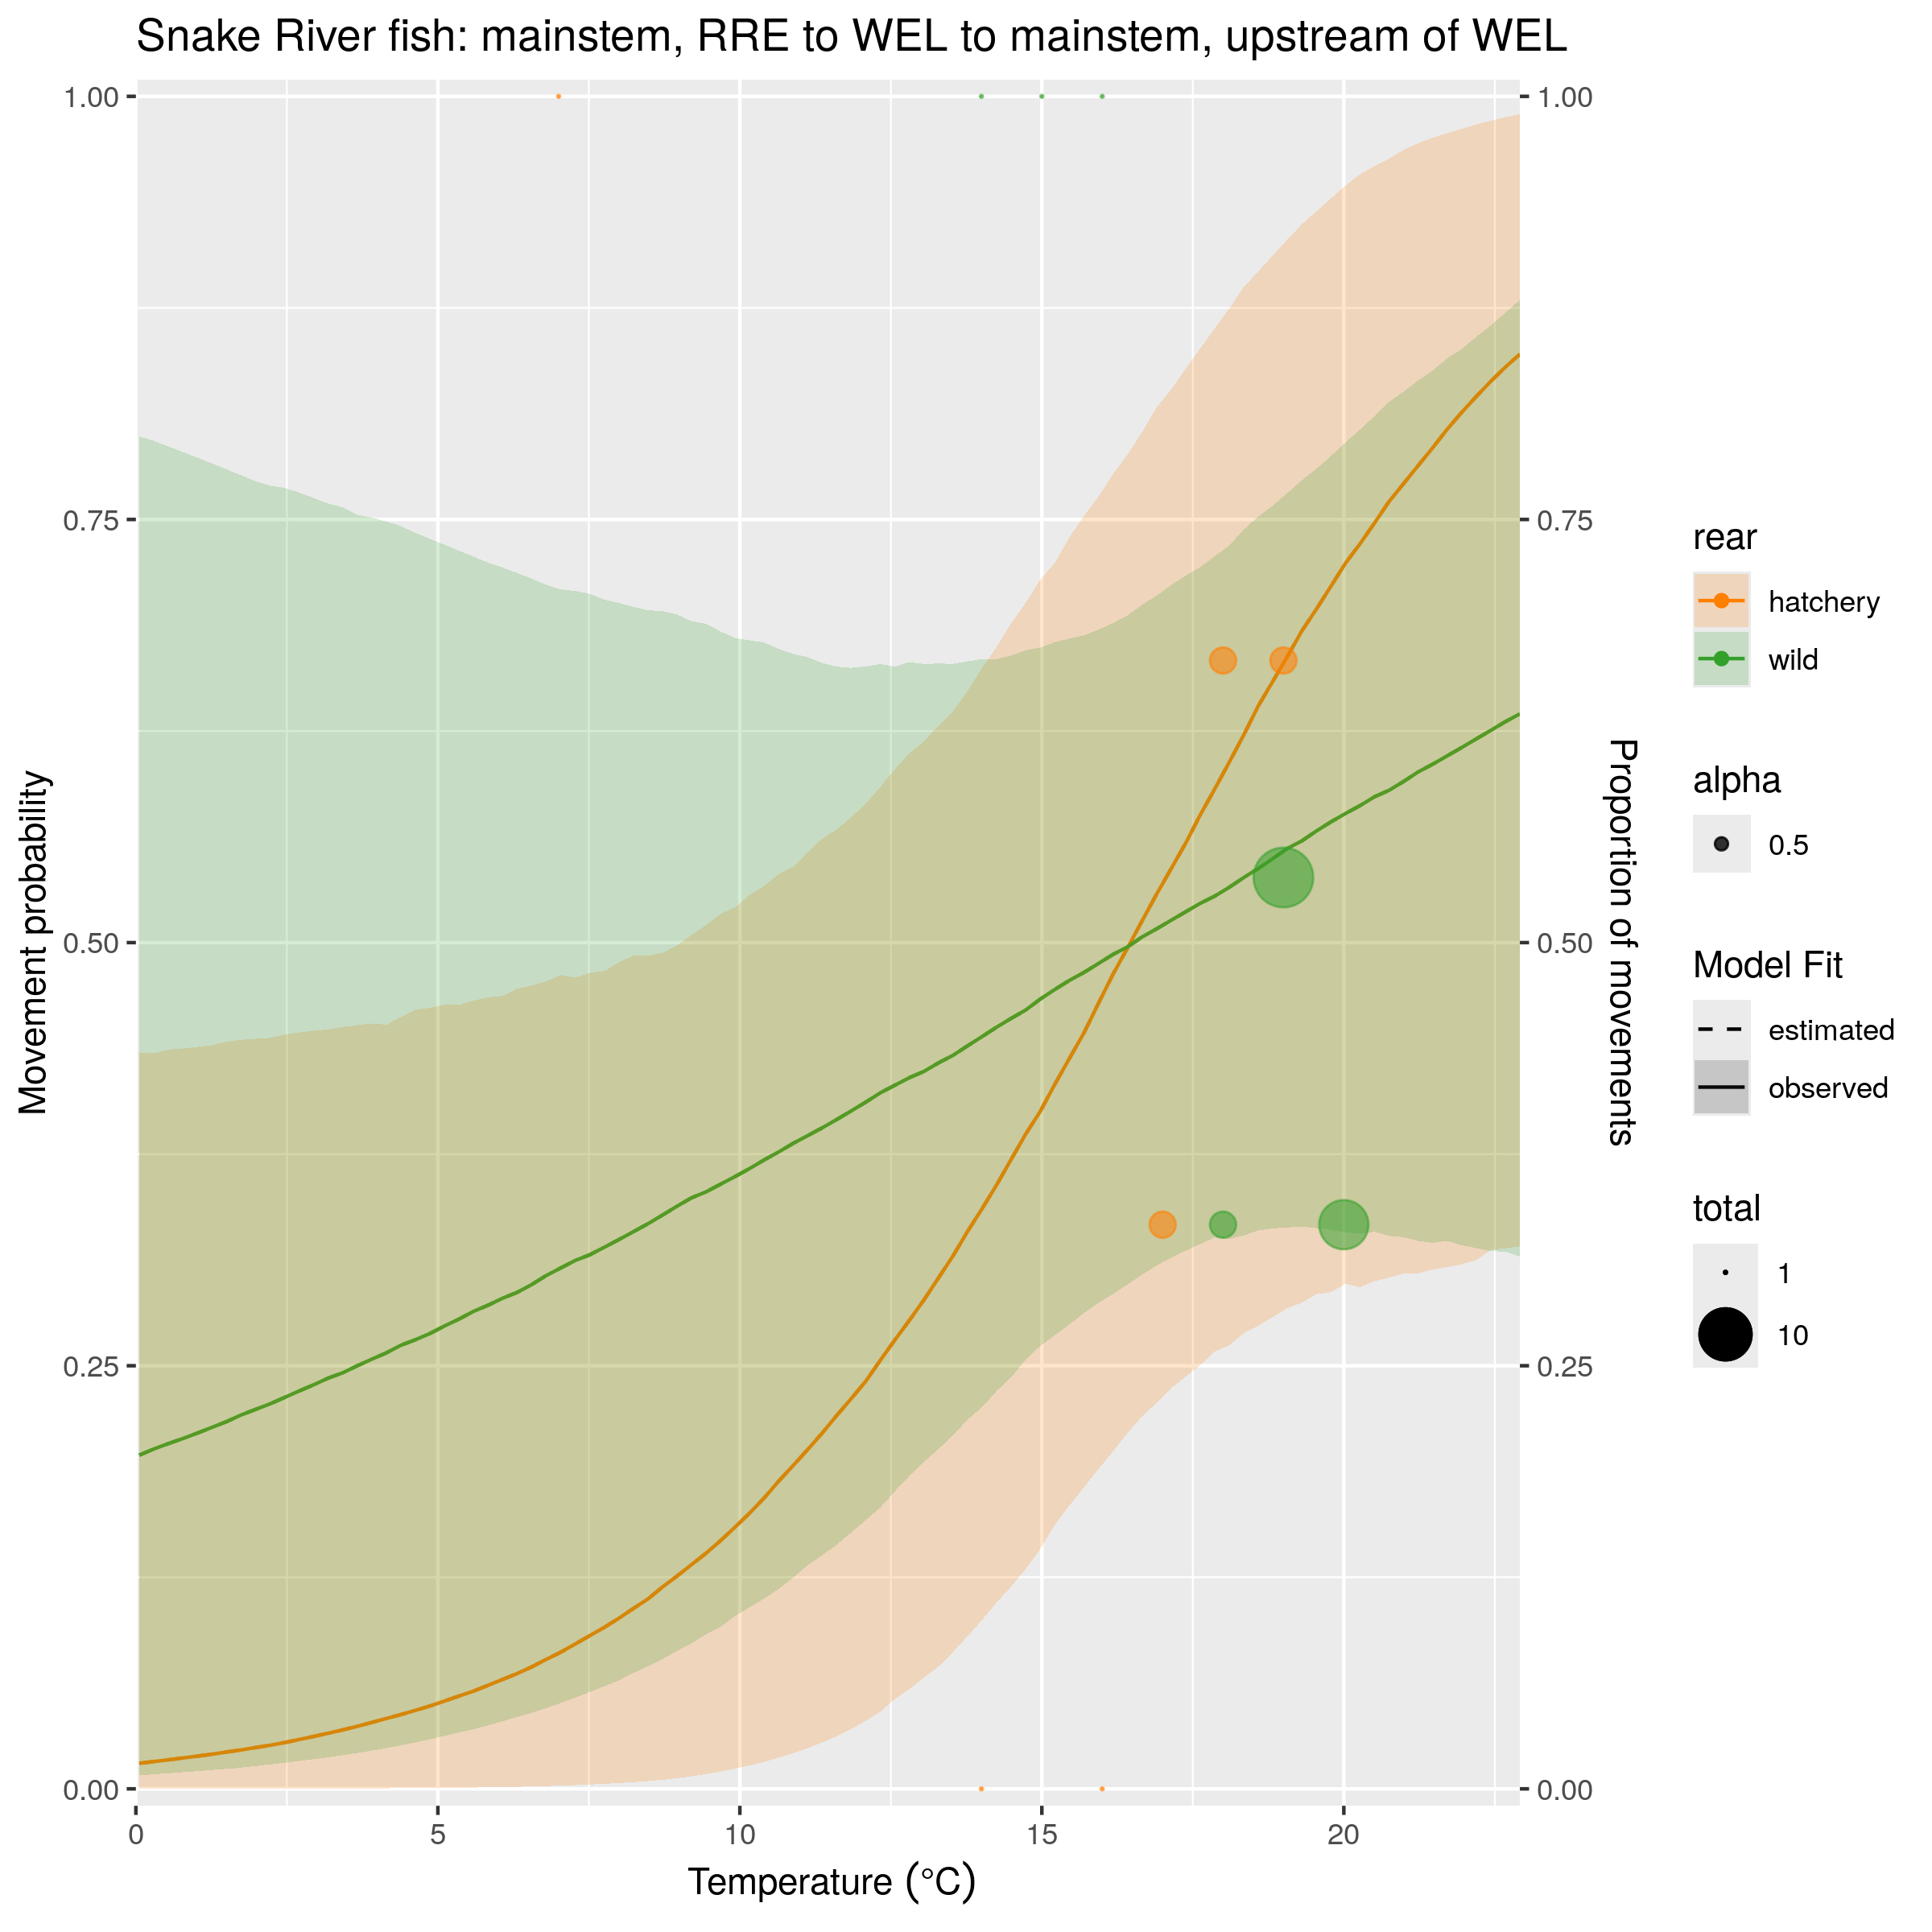 Snake River fish: mainstem, RRE to WEL to mainstem, upstream of WEL
Movement probability
1.00
0.75
0.50
0.25
0.00
0
5
10
15
20
Temperature (°C)
1.00
0.75
0.50
0.25
0.00
Proportion of movements
rear
hatchery
wild
alpha
0.5
Model Fit
estimated
observed
total
1
10